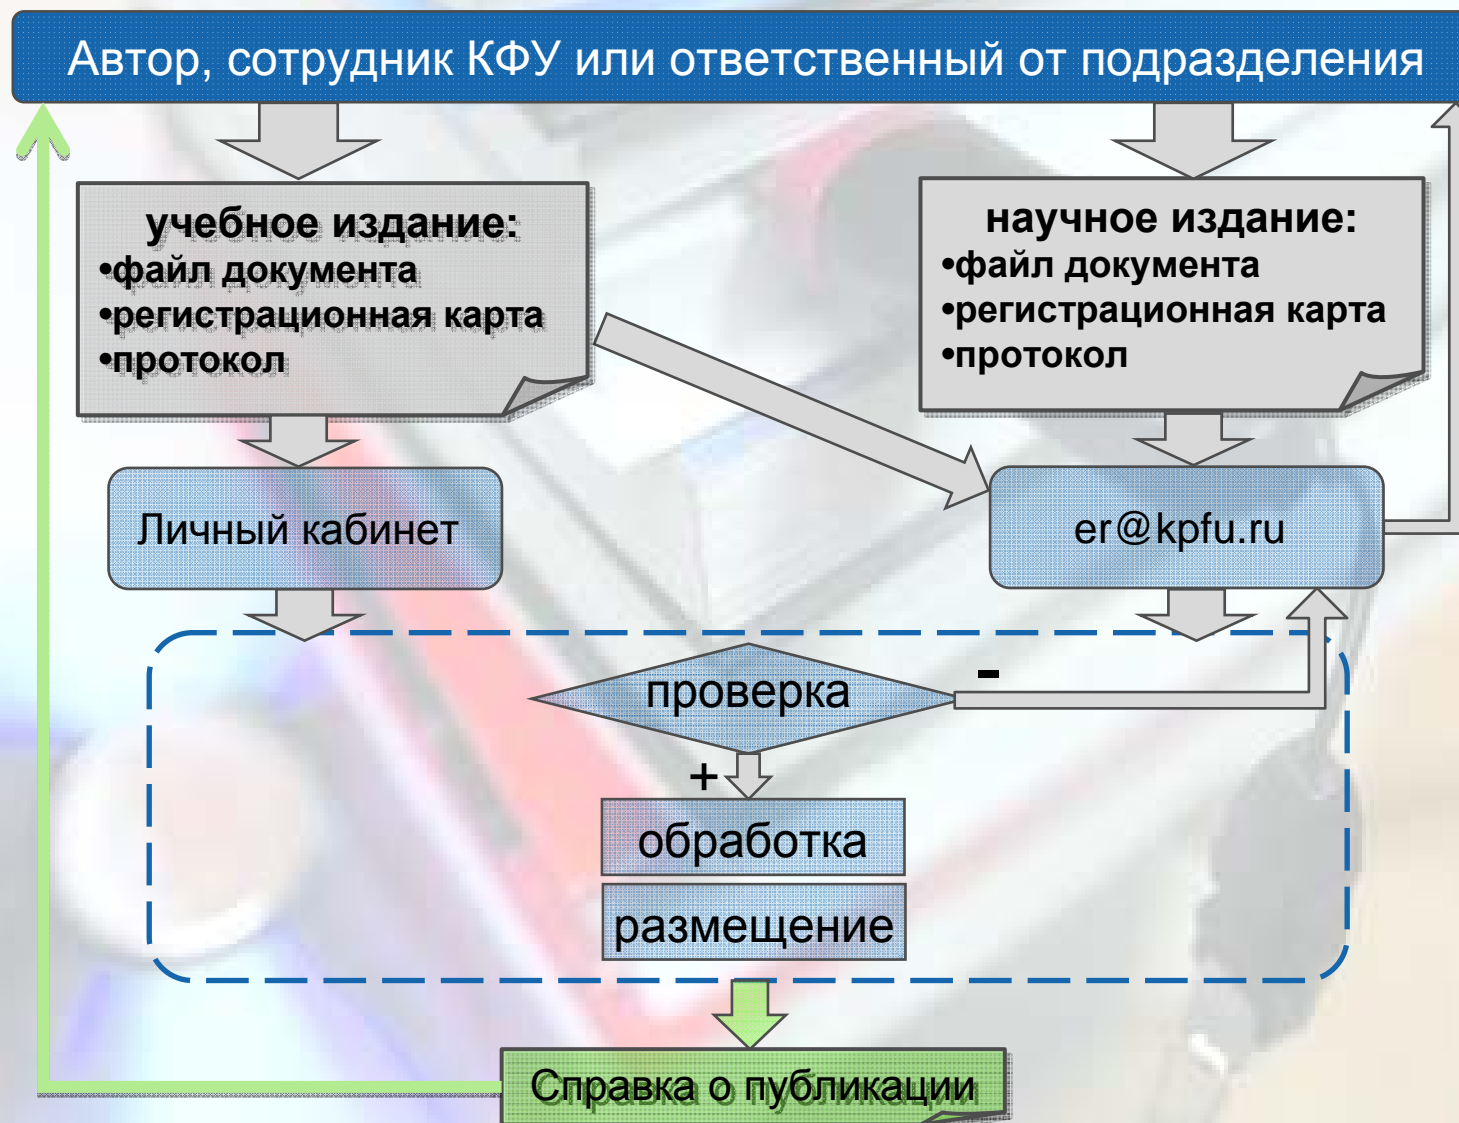 Автор, сотрудник КФУ или ответственный от подразделения
учебное издание:
•файл документа
•регистрационная карта
•протокол
научное издание:
•файл документа
•регистрационная карта
•протокол
Личный кабинет
er@kpfu.ru
проверка
-
+
обработка
размещение
Справка о публикации